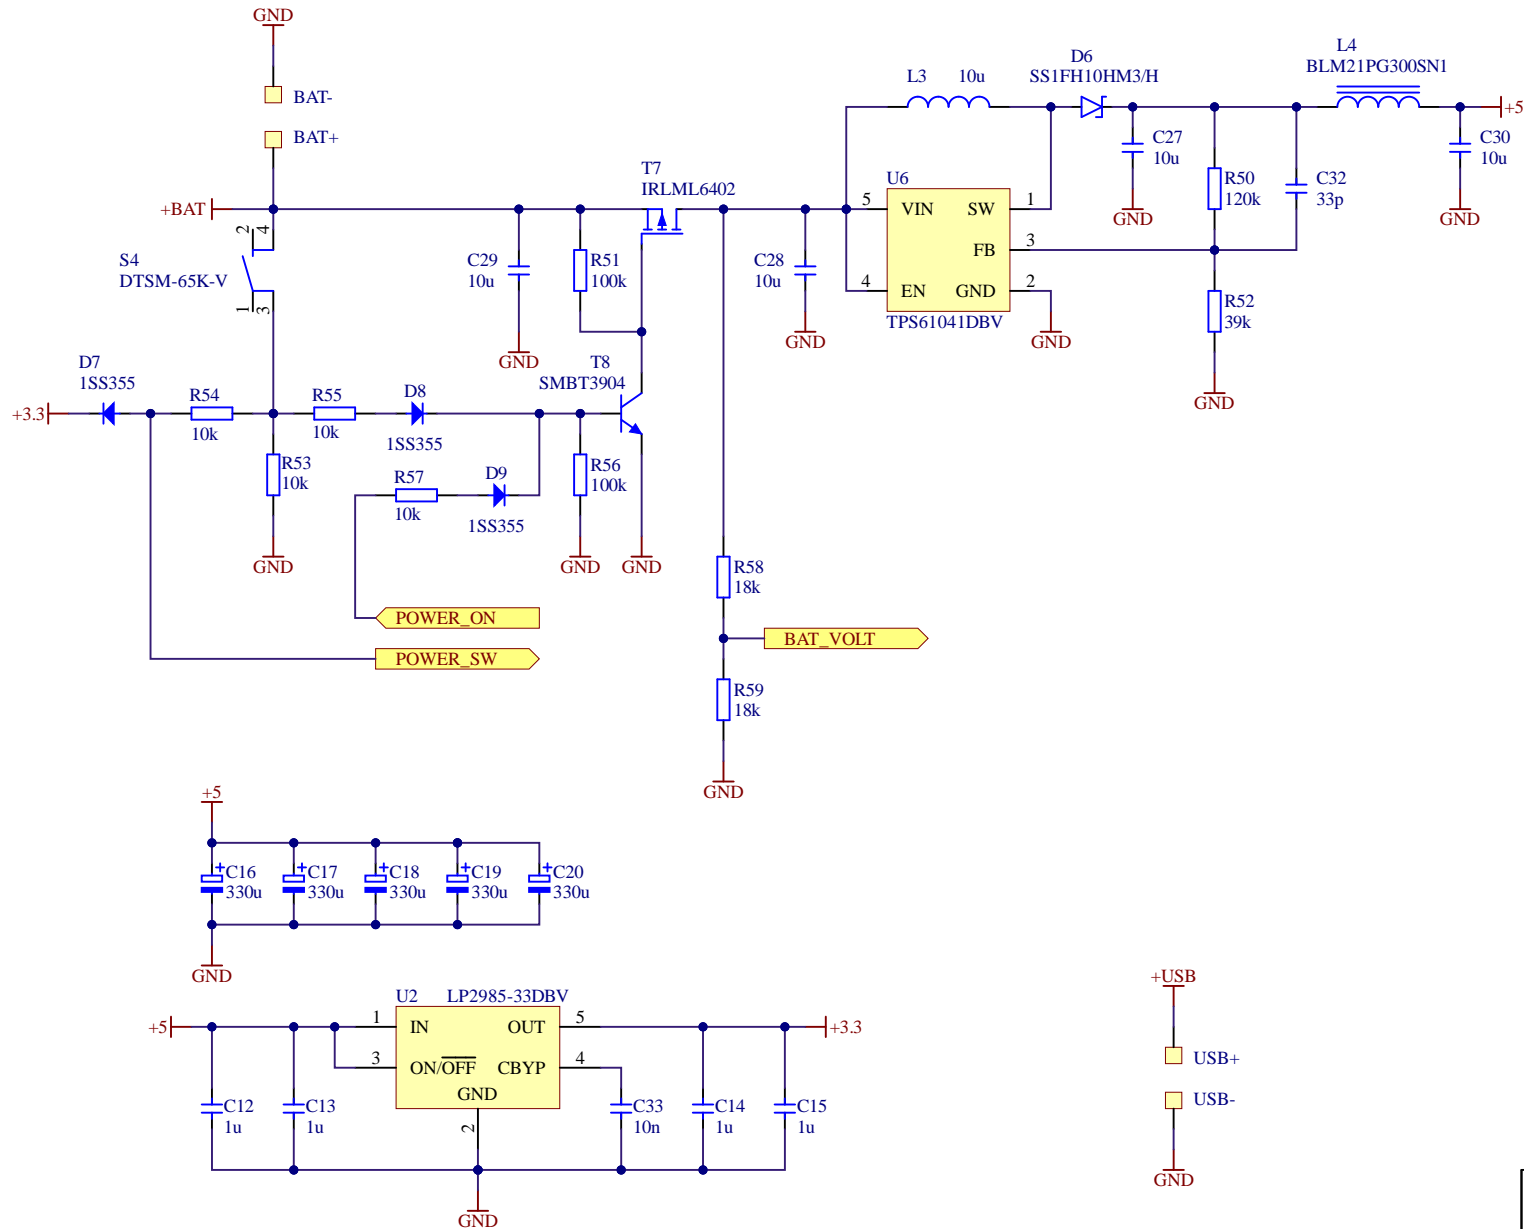 GND
BAT-
BAT+
+BAT
2
4
S4
DTSM-65K-V
1
3
T7
IRLML6402
C29
10u
GND
R51
100k
T8
SMBT3904
L3 10u
D6
SS1FH10HM3/H
L4
BLM21PG300SN1
+5
C27
10u
GND
R50
120k
C32
33p
C30
10u
GND
U6
5 VIN SW 1
FB 3
4 EN GND 2
TPS61041DBV
C28
10u
GND
GND
R52
39k
GND
D7
1SS355
+3.3
R54
10k
R55
10k
D8
1SS355
R53
10k
GND
R57
10k
D9
1SS355
R56
100k
GND
GND
POWER_ON
POWER_SW
R58
18k
BAT_VOLT
R59
18k
GND
+5
+C16
330u
+C17
330u
+C18
330u
+C19
330u
+C20
330u
GND
U2 LP2985-33DBV
+5
1 IN OUT 5
+3.3
3 ON/OFF CBYP 4
GND
2
C12
1u
C13
1u
C33
10n
C14
1u
C15
1u
GND
+USB
USB+
USB-
GND